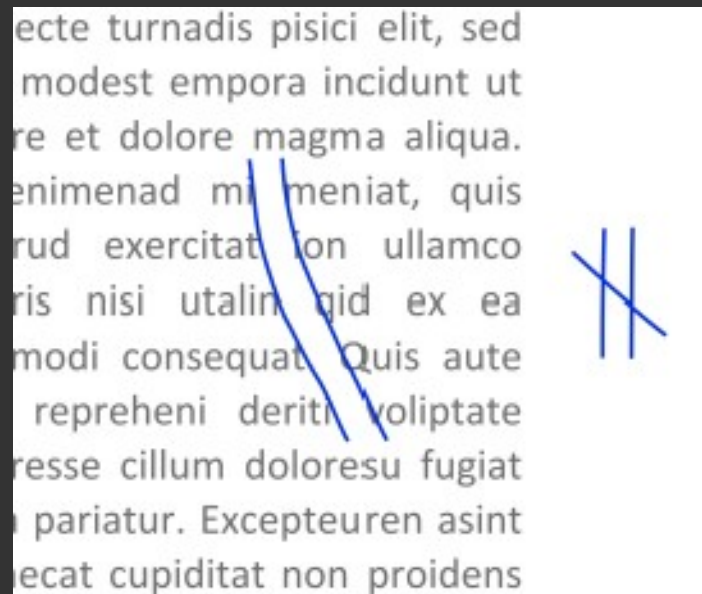 ecte turnadis pisici elit, sed
modest empora incidunt ut
re et dolore magma aliqua.
enimenad mi meniat, quis
rud exercitat ion ullamco
ris nisi utalin qid ex ea
modi consequat. Quis aute
repreheni deriti voliptate
resse cillum doloresu fugiat
pariatur. Excepteuren asint
ecat cupiditat non proidens